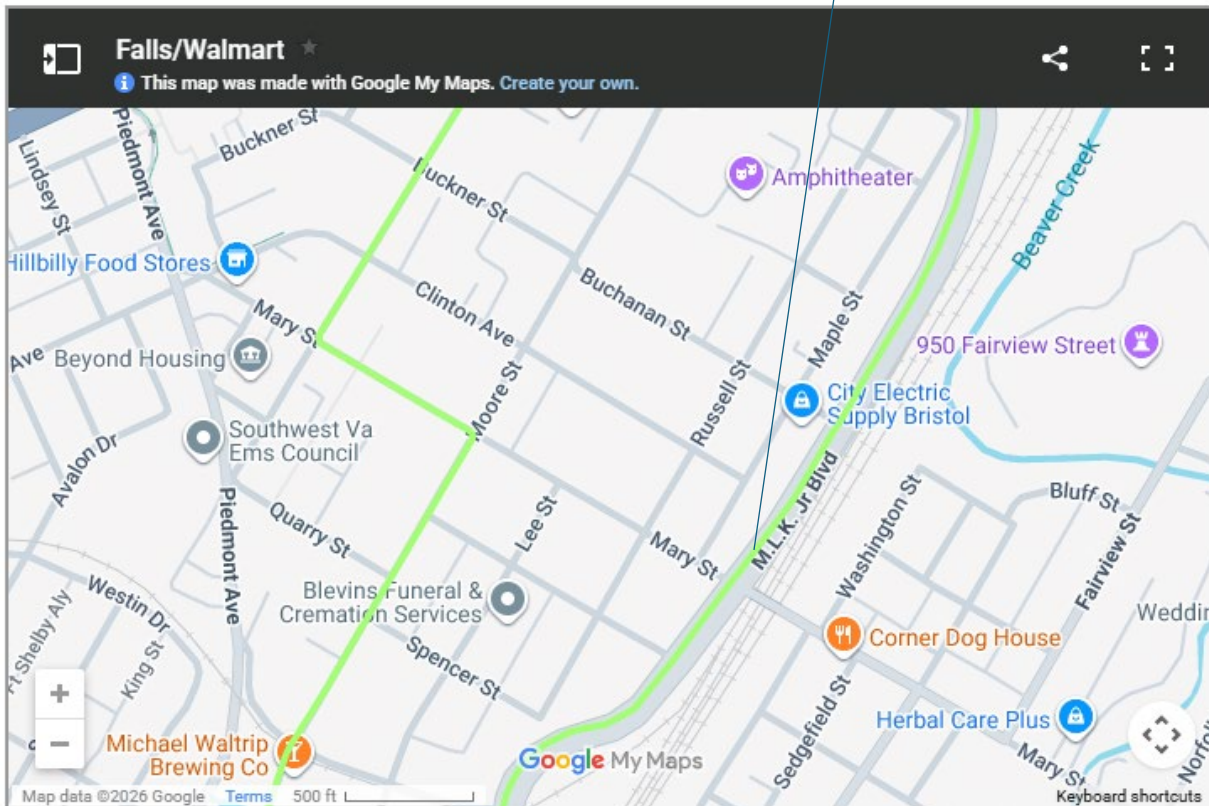 Falls/Walmart
This map was made with Google My Maps. Create your own.
Lindsey St
Piedmont Ave
Buckner St
Buckner St
Amphitheater
Beaver Creek
Hillbilly Food Stores
Mary St
Clinton Ave
Buchanan St
Maple St
950 Fairview Street
Ave
Beyond Housing
Moore St
Russell St
City Electric
Supply Bristol
Southwest Va
Ems Council
Avalon Dr
M.L.K. Jr Blvd
Washington St
Bluff St
Piedmont Ave
Quarry St
Lee St
Mary St
Fairview St
Westin Dr
Blevins Funeral &
Cremation Services
Ft Shelby Aly
King St
Spencer St
Corner Dog House
Weddin
Sedgefield St
Herbal Care Plus
Michael Waltrip
Brewing Co
Google My Maps
Mary St
Norfol
Map data ©2026 Google
Terms
500 ft
Keyboard shortcuts